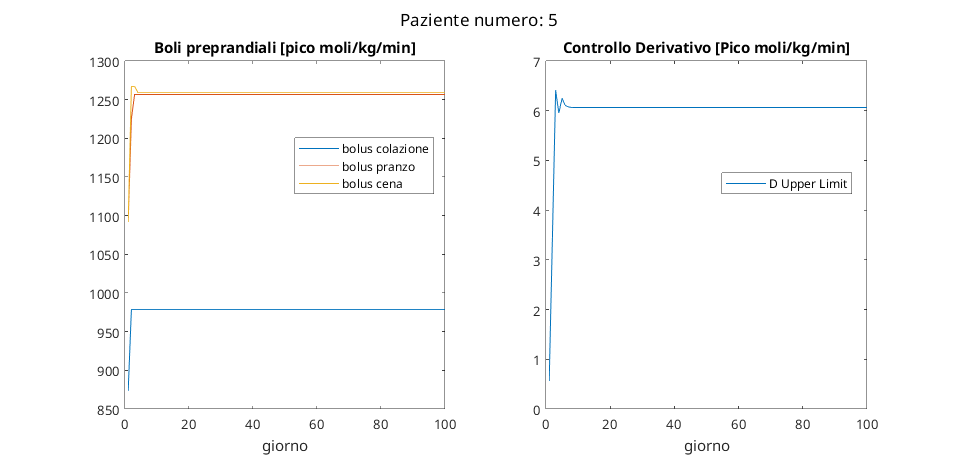 Paziente numero: 5
Boli preprandiali [pico moli/kg/min]
1300
1250
1200
1150
1100
1050
1000
950
900
850
0 20 40 60 80 100
giorno
bolus colazione
bolus pranzo
bolus cena
Controllo Derivativo [Pico moli/kg/min]
7
6
5
4
3
2
1
0
0 20 40 60 80 100
giorno
D Upper Limit